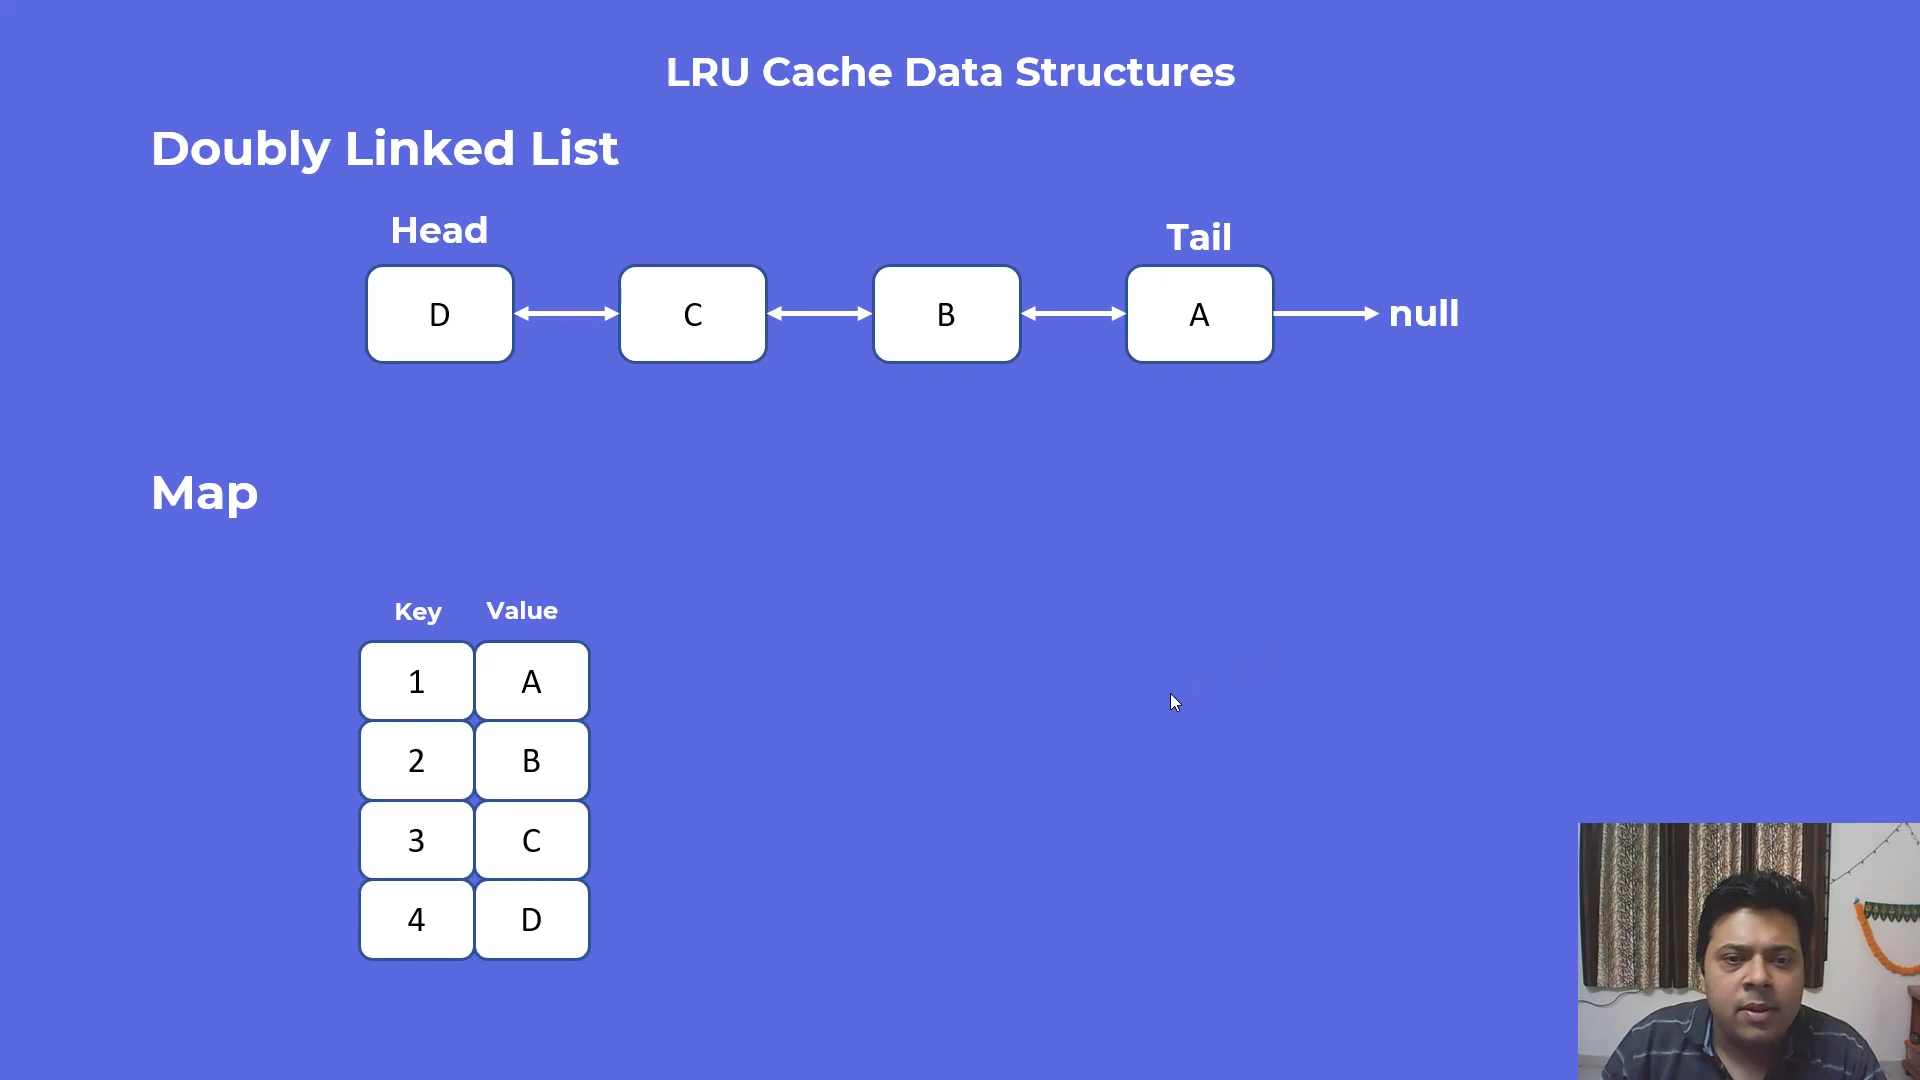 LRU Cache Data Structures
Doubly Linked List
Head Tail
D C B A null
Map
Key Value
1 A
2 B
3 C
4 D